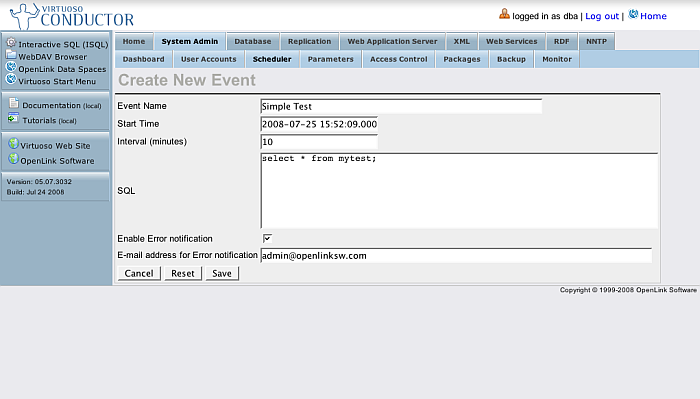 VIRTUOSO
CONDUCTOR
logged in as dba | Log out | Home
Interactive SQL (ISQL)
WebDAV Browser
OpenLink Data Spaces
Virtuoso Start Menu
Documentation (local)
Tutorials (local)
Virtuoso Web Site
OpenLink Software
Version: 05.07.3032
Build: Jul 24 2008
Home System Admin Database Replication Web Application Server XML Web Services RDF NNTP
Dashboard User Accounts Scheduler Parameters Access Control Packages Backup Monitor
Create New Event
Event Name Simple Test
Start Time 2008-07-25 15:52:09.000
Interval (minutes) 10
SQL select * from mytest;
Enable Error notification
E-mail address for Error notification admin@openlinksw.com
Cancel Reset Save
Copyright © 1999-2008 OpenLink Software